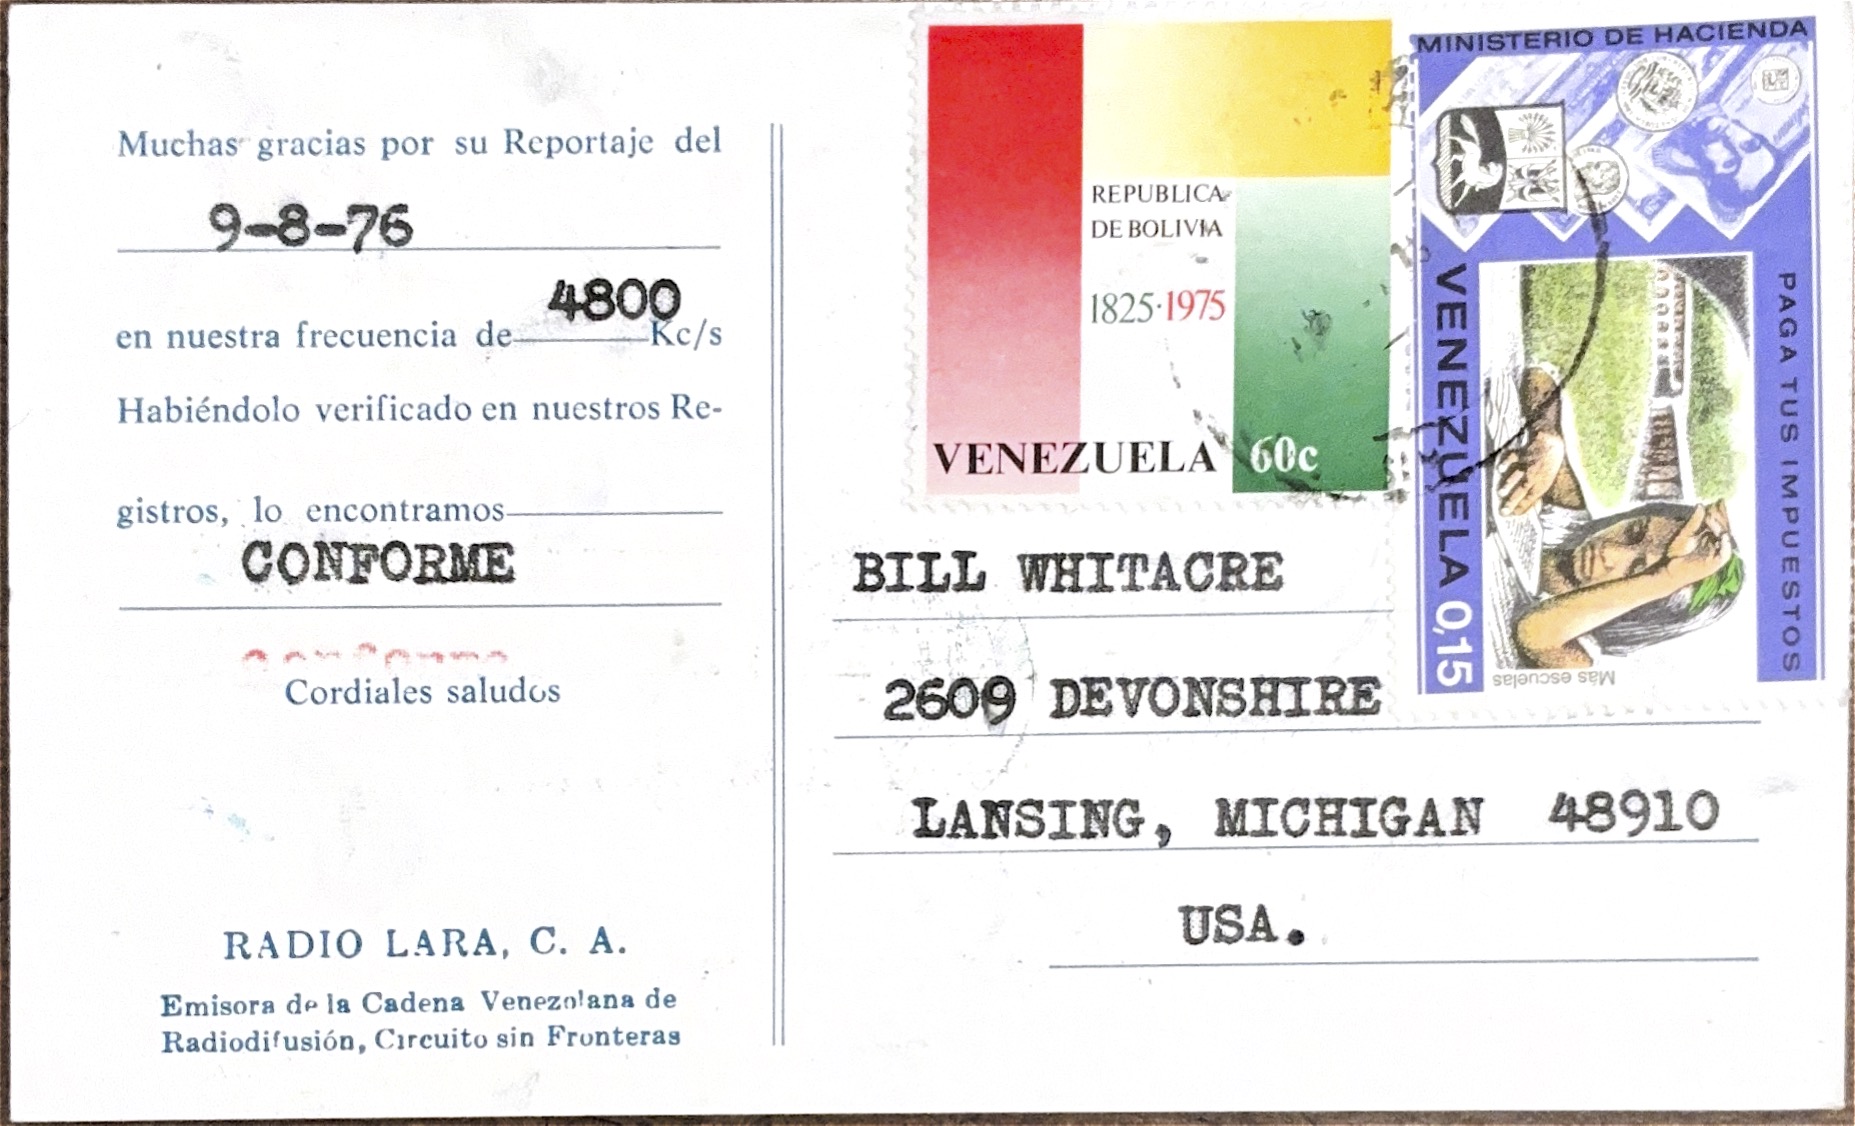 Muchas gracias por su Reportaje del
9-8-76
4800
en nuestra frecuencia de Kc/s
Habiéndolo verificado en nuestros Re-
gistros, lo encontramos
CONFORME
conforme
Cordiales saludos
RADIO LARA, C. A.
Emisora de la Cadena Venezolana de
Radiodifusión, Circuito sin Fronteras
REPUBLICA
DE BOLIVIA
1825·1975
VENEZUELA 60c
MINISTERIO DE HACIENDA
VENEZUELA 0,15
PAGA TUS IMPUESTOS
Más escuelas
BILL WHITACRE
2609 DEVONSHIRE
LANSING, MICHIGAN 48910
USA.